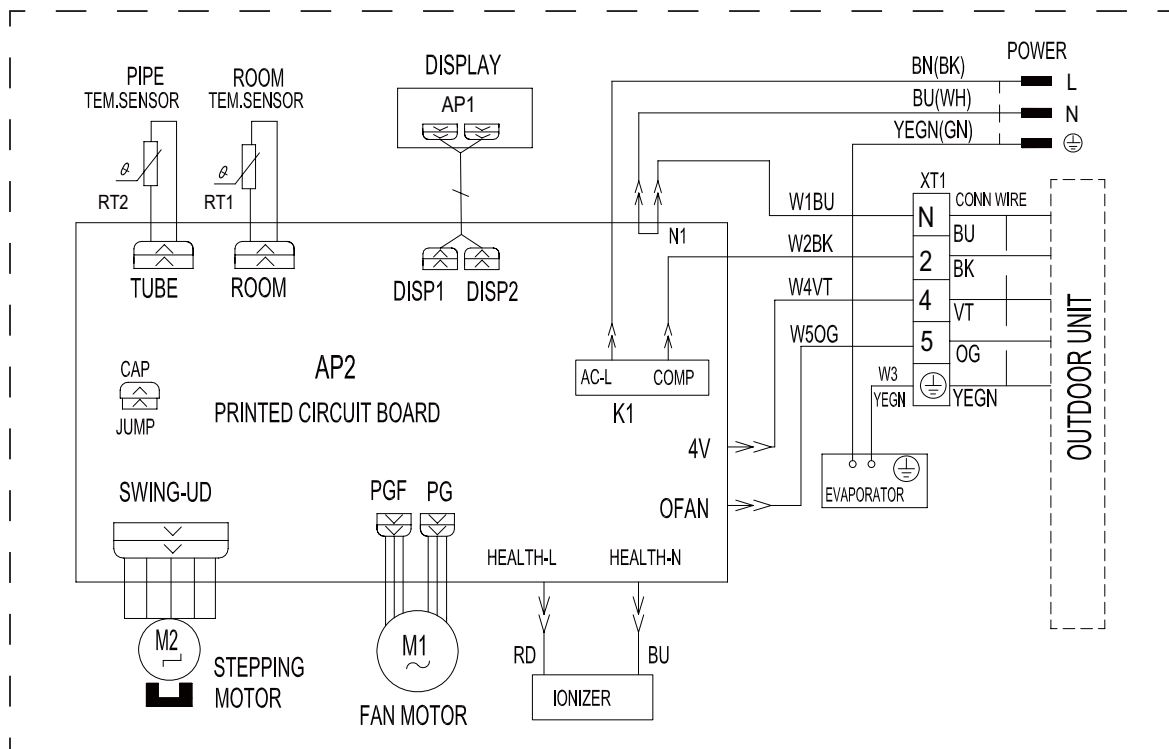 POWER
BN(BK)
L
BU(WH)
N
YEGN(GN)
DISPLAY
AP1
PIPE
TEM.SENSOR
ROOM
TEM.SENSOR
θ
RT2
θ
RT1
TUBE
ROOM
DISP1
DISP2
N1
XT1
W1BU
N
CONN WIRE
BU
W2BK
2
BK
W4VT
4
VT
W5OG
5
OG
W3
YEGN
YEGN
OUTDOOR UNIT
EVAPORATOR
AC-L
COMP
K1
CAP
JUMP
AP2
PRINTED CIRCUIT BOARD
4V
OFAN
SWING-UD
PGF
PG
HEALTH-L
HEALTH-N
M2
STEPPING
MOTOR
M1
FAN MOTOR
RD
BU
IONIZER